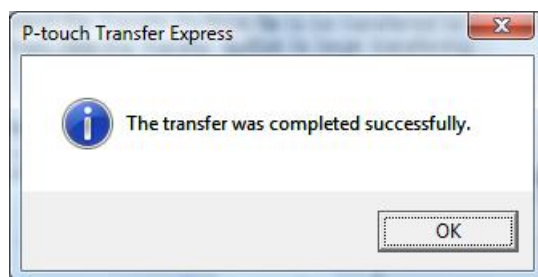 P-touch Transfer Express
The transfer was completed successfully.
OK